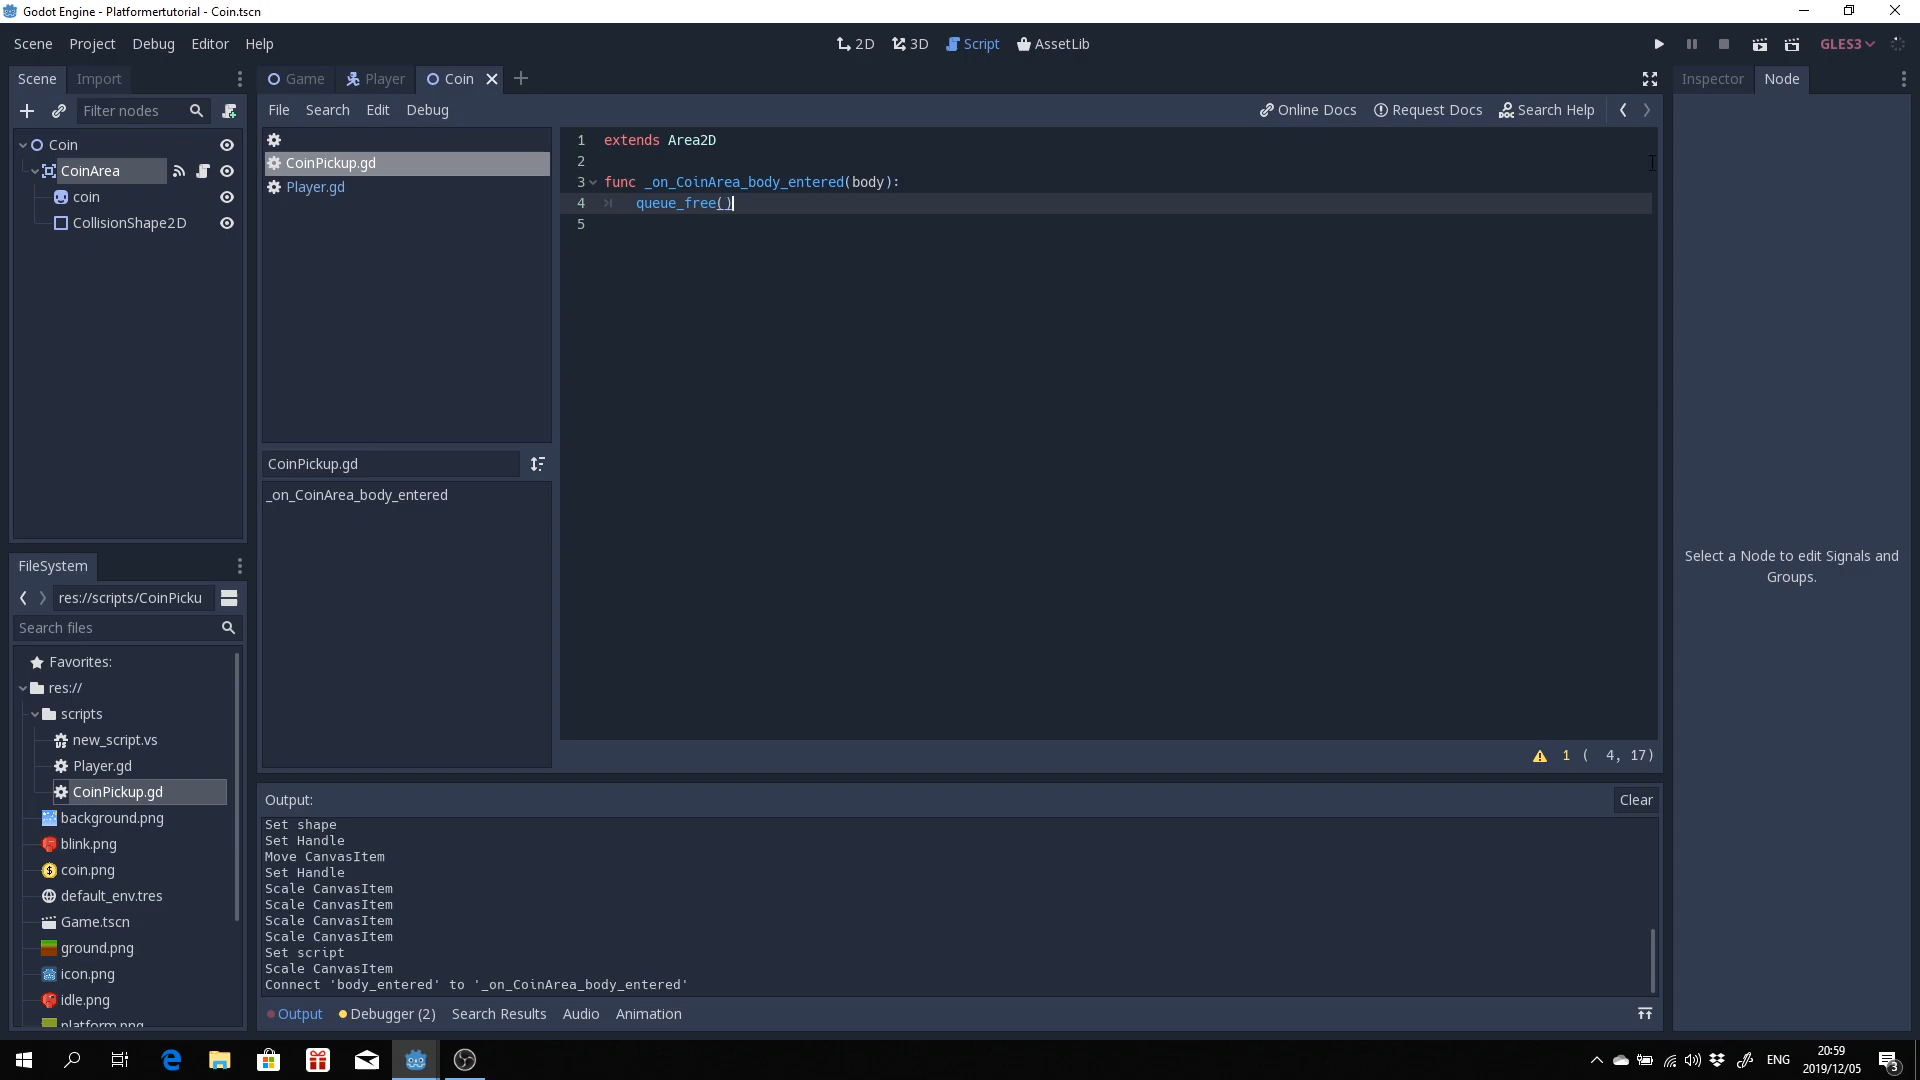 Godot Engine - Platformertutorial - Coin.tscn
Scene Project Debug Editor Help
2D 3D Script AssetLib
GLES3
Scene Import
Game Player Coin
Inspector Node
Filter nodes
File Search Edit Debug
Online Docs Request Docs Search Help
Coin
CoinArea
coin
CollisionShape2D
CoinPickup.gd
Player.gd
1 extends Area2D
2
3 func _on_CoinArea_body_entered(body):
4 queue_free()
5
CoinPickup.gd
_on_CoinArea_body_entered
Select a Node to edit Signals and
Groups.
1 ( 4, 17)
FileSystem
res://scripts/CoinPicku
Search files
Favorites:
res://
scripts
new_script.vs
Player.gd
CoinPickup.gd
background.png
blink.png
coin.png
default_env.tres
Game.tscn
ground.png
icon.png
idle.png
platform.png
Output:
Clear
Set shape
Set Handle
Move CanvasItem
Set Handle
Scale CanvasItem
Scale CanvasItem
Scale CanvasItem
Scale CanvasItem
Set script
Scale CanvasItem
Connect 'body_entered' to '_on_CoinArea_body_entered'
Output Debugger (2) Search Results Audio Animation
ENG
20:59
2019/12/05
3